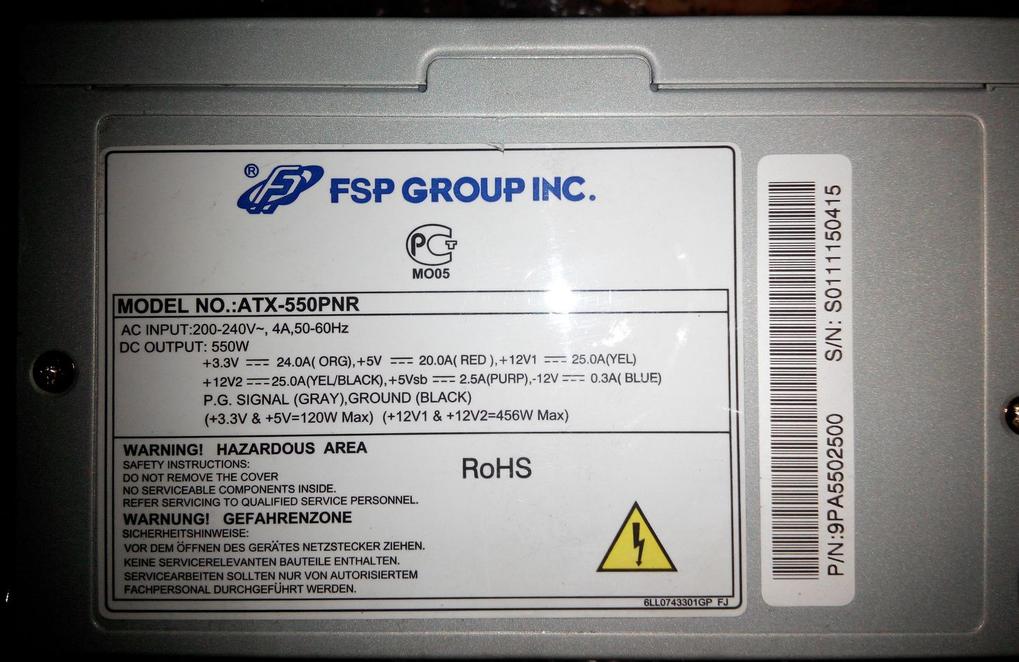 ® FSP GROUP INC.
PCT
MO05
MODEL NO.:ATX-550PNR
AC INPUT:200-240V~, 4A,50-60Hz
DC OUTPUT: 550W
+3.3V ⎓ 24.0A( ORG),+5V ⎓ 20.0A( RED ),+12V1 ⎓ 25.0A(YEL)
+12V2 ⎓ 25.0A(YEL/BLACK),+5Vsb ⎓ 2.5A(PURP),-12V ⎓ 0.3A( BLUE)
P.G. SIGNAL (GRAY),GROUND (BLACK)
(+3.3V & +5V=120W Max) (+12V1 & +12V2=456W Max)
WARNING! HAZARDOUS AREA
SAFETY INSTRUCTIONS:
DO NOT REMOVE THE COVER
NO SERVICEABLE COMPONENTS INSIDE.
REFER SERVICING TO QUALIFIED SERVICE PERSONNEL.
RoHS
WARNUNG! GEFAHRENZONE
SICHERHEITSHINWEISE:
VOR DEM ÖFFNEN DES GERÄTES NETZSTECKER ZIEHEN.
KEINE SERVICERELEVANTEN BAUTEILE ENTHALTEN.
SERVICEARBEITEN SOLLTEN NUR VON AUTORISIERTEM
FACHPERSONAL DURCHGEFÜHRT WERDEN.
6LL0743301GP FJ
P/N:9PA5502500 S/N: S0111150415